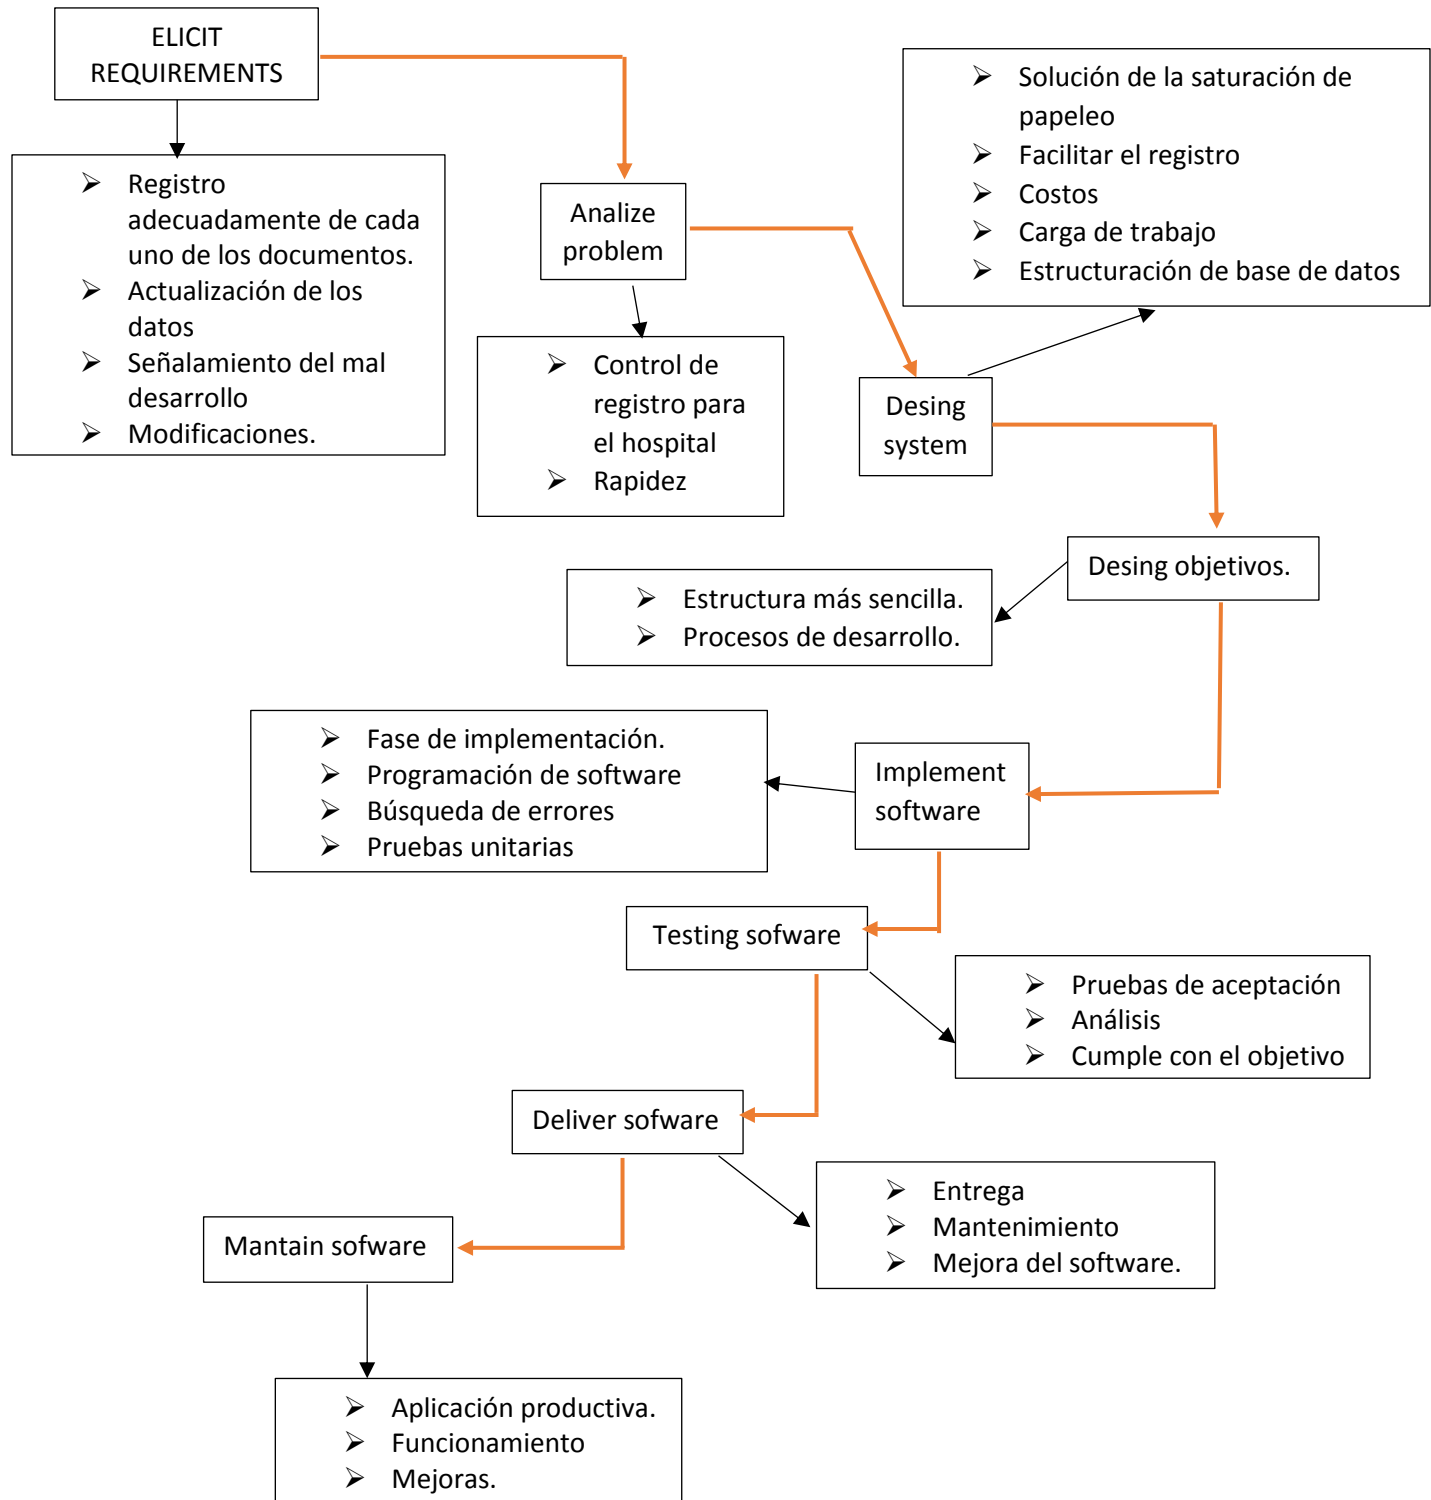 ELICIT
REQUIREMENTS
➢ Registro
adecuadamente de cada
uno de los documentos.
➢ Actualización de los
datos
➢ Señalamiento del mal
desarrollo
➢ Modificaciones.
Analize
problem
➢ Control de
registro para
el hospital
➢ Rapidez
➢ Solución de la saturación de
papeleo
➢ Facilitar el registro
➢ Costos
➢ Carga de trabajo
➢ Estructuración de base de datos
Desing
system
Desing objetivos.
➢ Estructura más sencilla.
➢ Procesos de desarrollo.
➢ Fase de implementación.
➢ Programación de software
➢ Búsqueda de errores
➢ Pruebas unitarias
Implement
software
Testing sofware
➢ Pruebas de aceptación
➢ Análisis
➢ Cumple con el objetivo
Deliver sofware
➢ Entrega
➢ Mantenimiento
➢ Mejora del software.
Mantain sofware
➢ Aplicación productiva.
➢ Funcionamiento
➢ Mejoras.